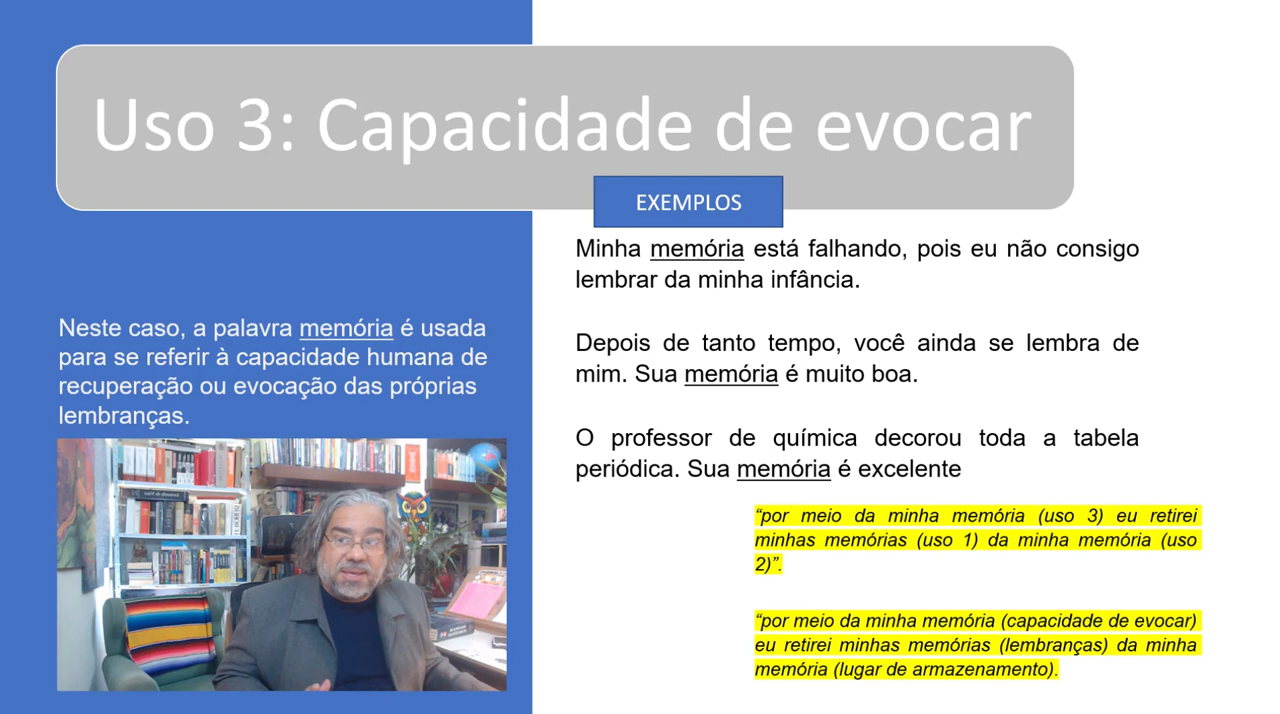 Uso 3: Capacidade de evocar
EXEMPLOS
Neste caso, a palavra memória é usada
para se referir à capacidade humana de
recuperação ou evocação das próprias
lembranças.
Minha memória está falhando, pois eu não consigo
lembrar da minha infância.
Depois de tanto tempo, você ainda se lembra de
mim. Sua memória é muito boa.
O professor de química decorou toda a tabela
periódica. Sua memória é excelente
“por meio da minha memória (uso 3) eu retirei
minhas memórias (uso 1) da minha memória (uso
2)”.
“por meio da minha memória (capacidade de evocar)
eu retirei minhas memórias (lembranças) da minha
memória (lugar de armazenamento).